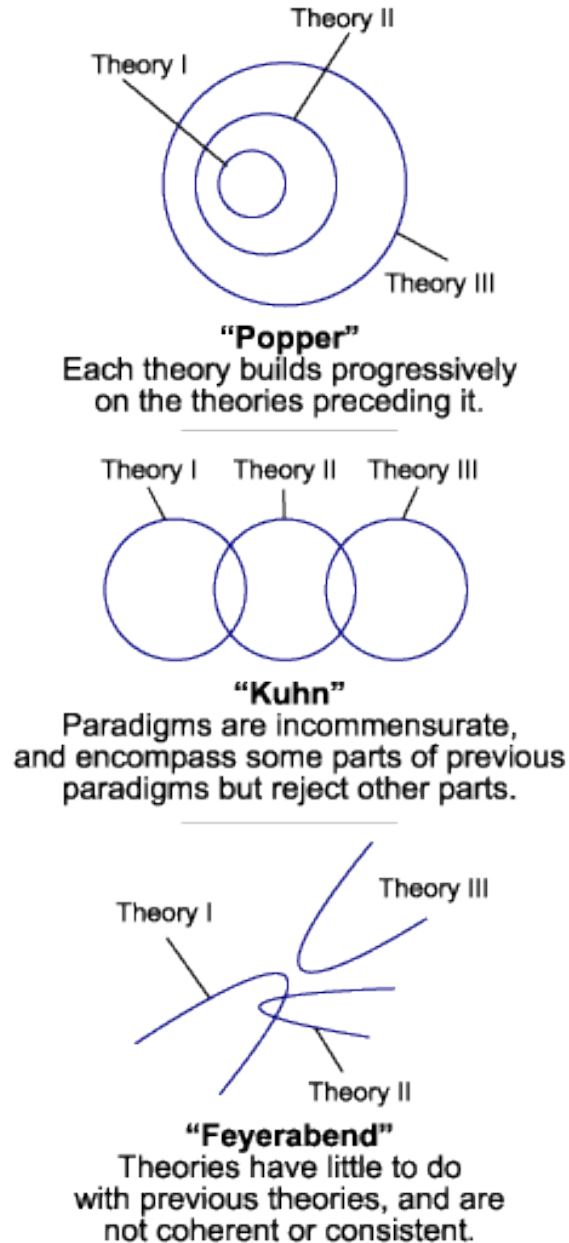 Theory II
Theory I
Theory III
“Popper”
Each theory builds progressively
on the theories preceding it.
Theory I Theory II Theory III
“Kuhn”
Paradigms are incommensurate,
and encompass some parts of previous
paradigms but reject other parts.
Theory III
Theory I
Theory II
“Feyerabend”
Theories have little to do
with previous theories, and are
not coherent or consistent.